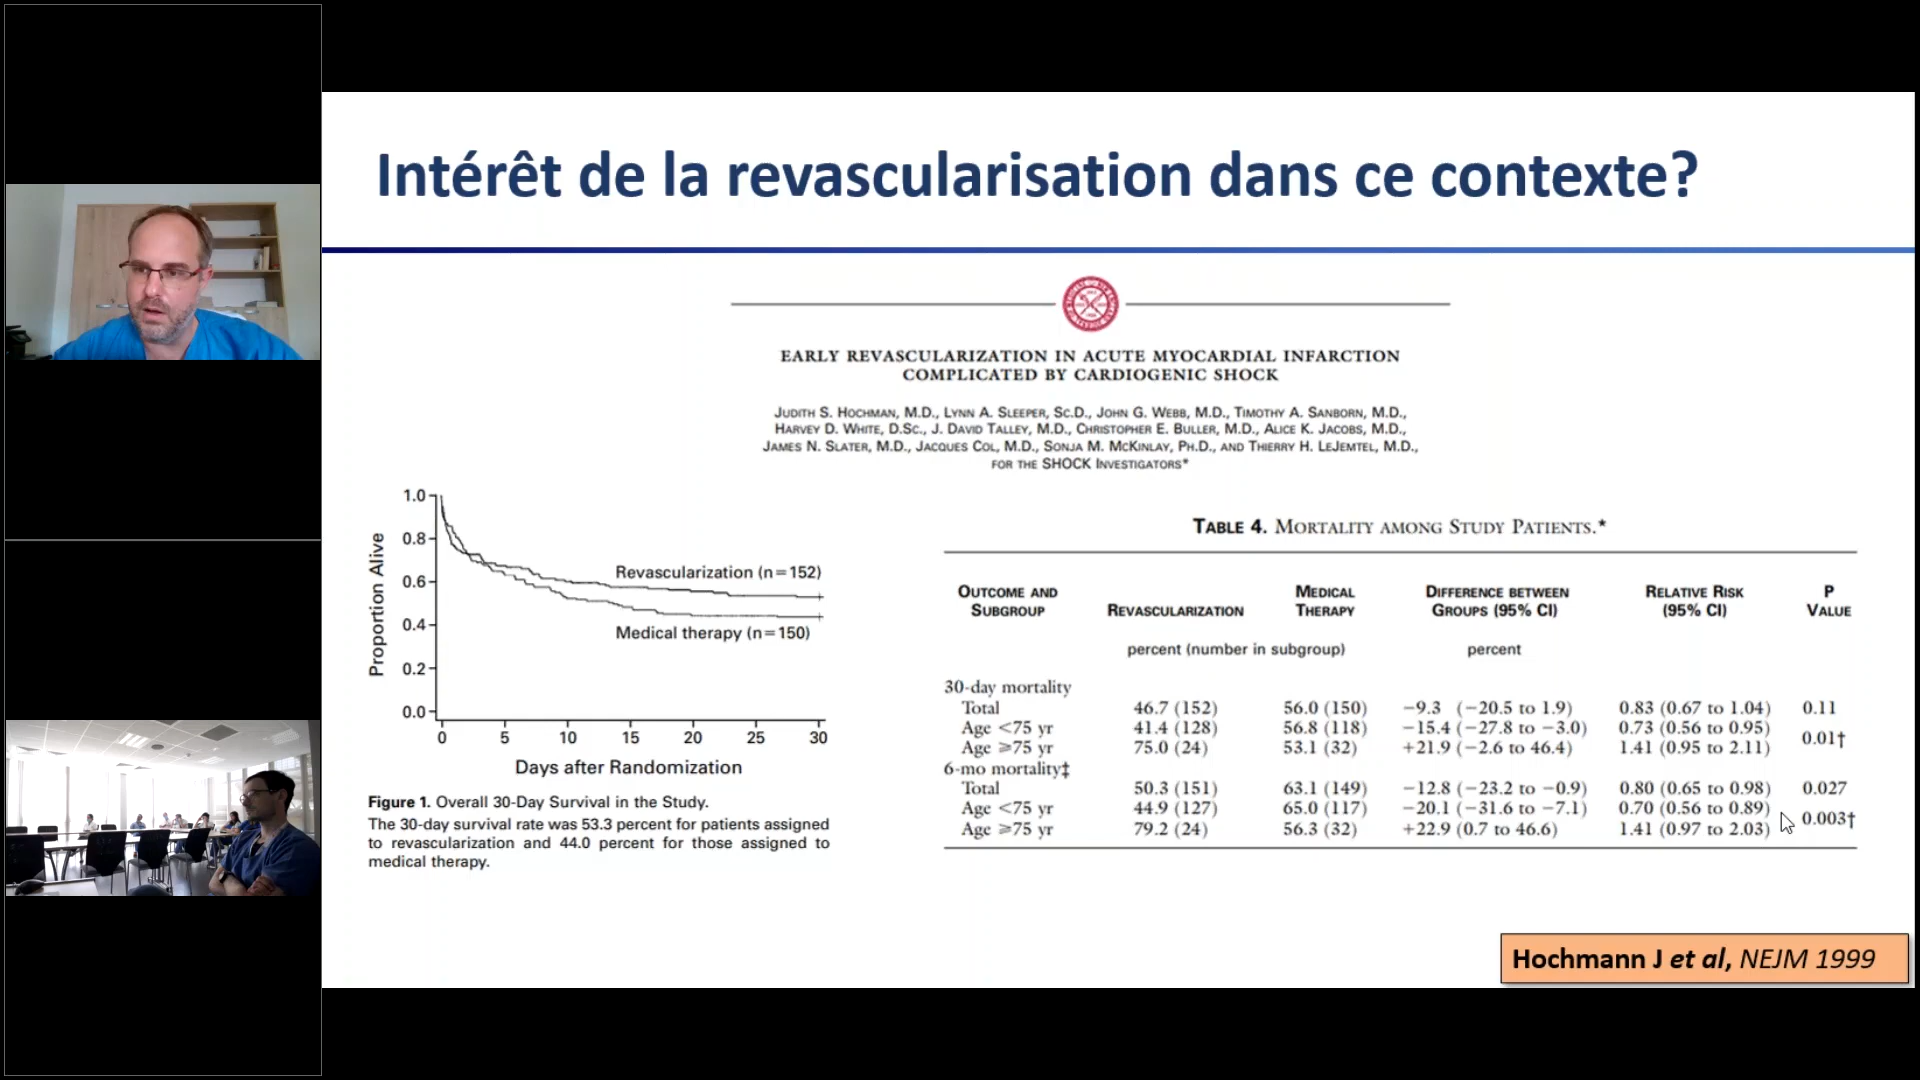 Intérêt de la revascularisation dans ce contexte?
EARLY REVASCULARIZATION IN ACUTE MYOCARDIAL INFARCTION
COMPLICATED BY CARDIOGENIC SHOCK
JUDITH S. HOCHMAN, M.D., LYNN A. SLEEPER, SC.D., JOHN G. WEBB, M.D., TIMOTHY A. SANBORN, M.D.,
HARVEY D. WHITE, D.SC., J. DAVID TALLEY, M.D., CHRISTOPHER E. BULLER, M.D., ALICE K. JACOBS, M.D.,
JAMES N. SLATER, M.D., JACQUES COL, M.D., SONJA M. MCKINLAY, PH.D., AND THIERRY H. LEJEMTEL, M.D.,
FOR THE SHOCK INVESTIGATORS*
Proportion Alive
1.0
0.8
0.6
0.4
0.2
0.0
Revascularization (n=152)
Medical therapy (n=150)
0 5 10 15 20 25 30
Days after Randomization
Figure 1. Overall 30-Day Survival in the Study.
The 30-day survival rate was 53.3 percent for patients assigned
to revascularization and 44.0 percent for those assigned to
medical therapy.
TABLE 4. MORTALITY AMONG STUDY PATIENTS.*
OUTCOME AND SUBGROUP REVASCULARIZATION MEDICAL THERAPY DIFFERENCE BETWEEN GROUPS (95% CI) RELATIVE RISK (95% CI) P VALUE
percent (number in subgroup) percent
30-day mortality
Total 46.7 (152) 56.0 (150) −9.3 (−20.5 to 1.9) 0.83 (0.67 to 1.04) 0.11
Age <75 yr 41.4 (128) 56.8 (118) −15.4 (−27.8 to −3.0) 0.73 (0.56 to 0.95) 0.01†
Age ≥75 yr 75.0 (24) 53.1 (32) +21.9 (−2.6 to 46.4) 1.41 (0.95 to 2.11)
6-mo mortality‡
Total 50.3 (151) 63.1 (149) −12.8 (−23.2 to −0.9) 0.80 (0.65 to 0.98) 0.027
Age <75 yr 44.9 (127) 65.0 (117) −20.1 (−31.6 to −7.1) 0.70 (0.56 to 0.89) 0.003†
Age ≥75 yr 79.2 (24) 56.3 (32) +22.9 (0.7 to 46.6) 1.41 (0.97 to 2.03)
Hochmann J et al, NEJM 1999